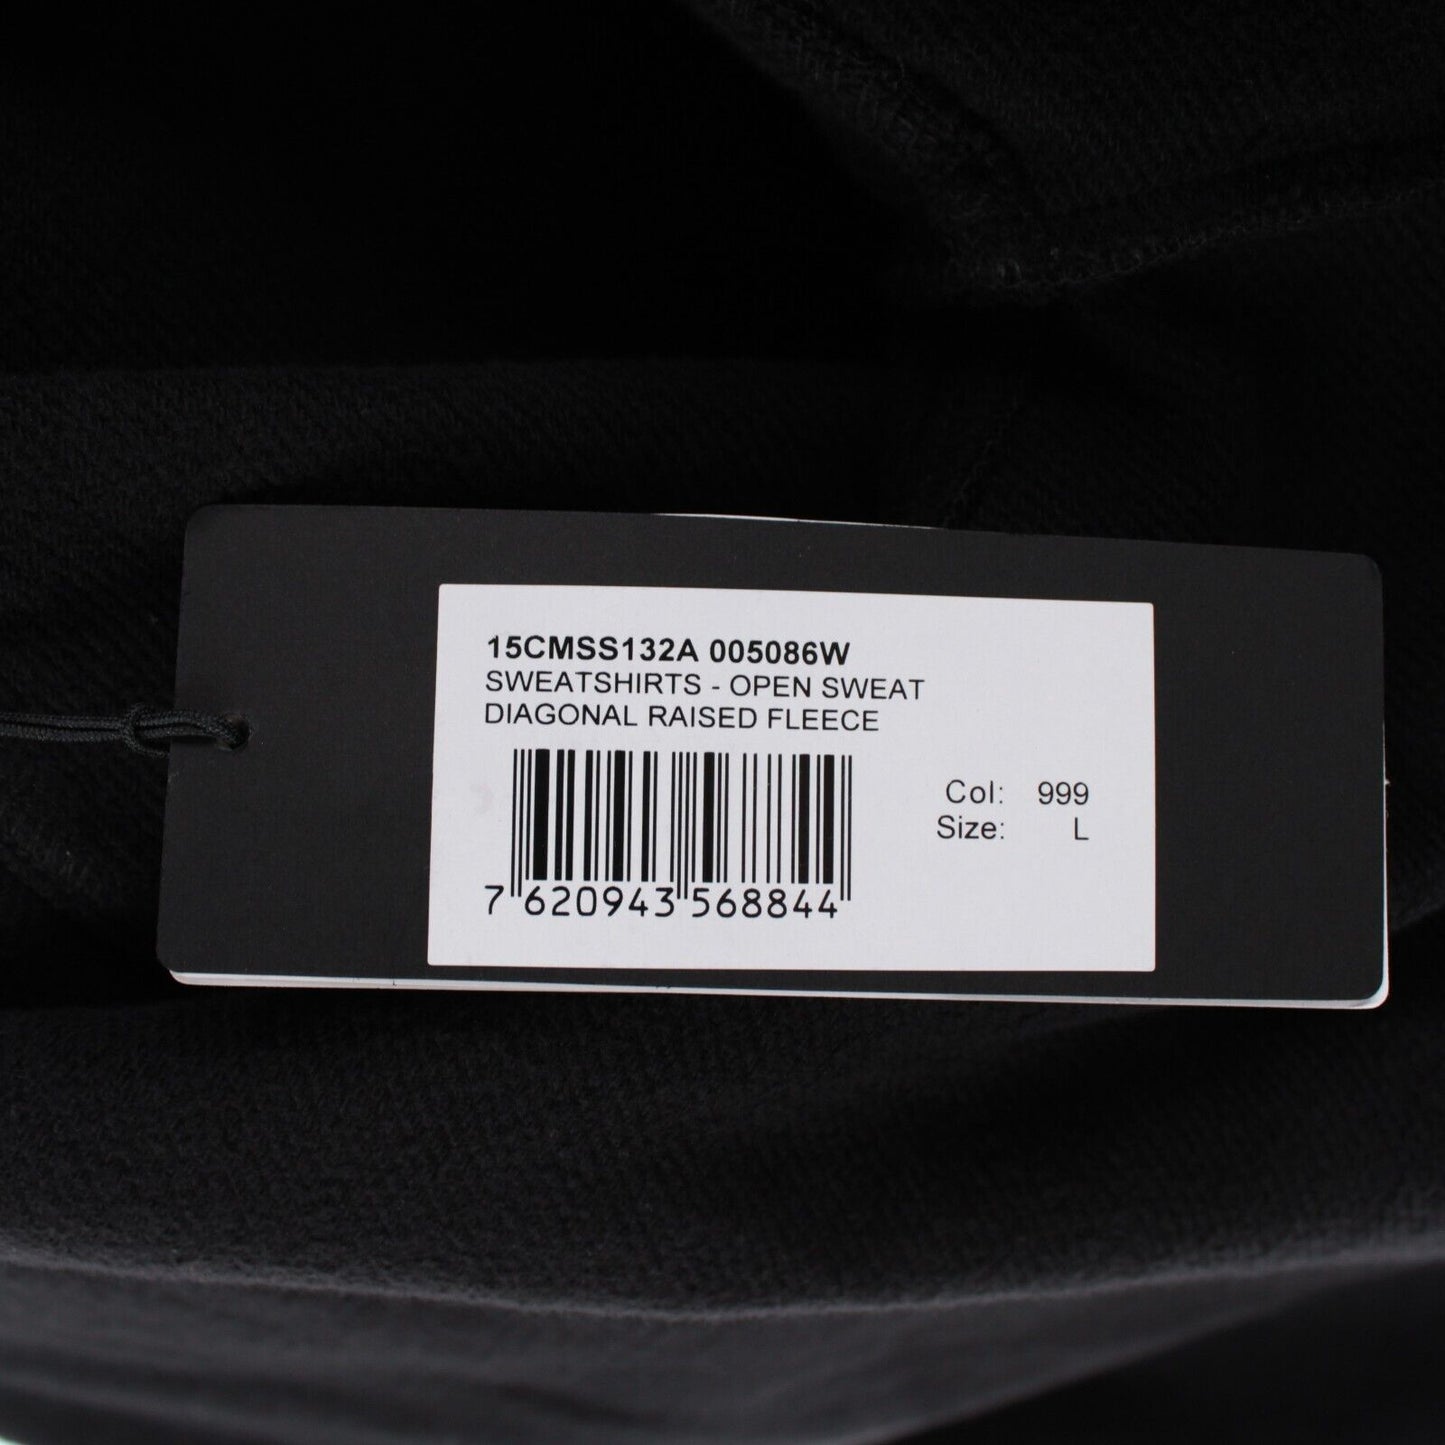 15CMSS132A 005086W
SWEATSHIRTS - OPEN SWEAT
DIAGONAL RAISED FLEECE
Col: 999
Size: L
7 620943 568844